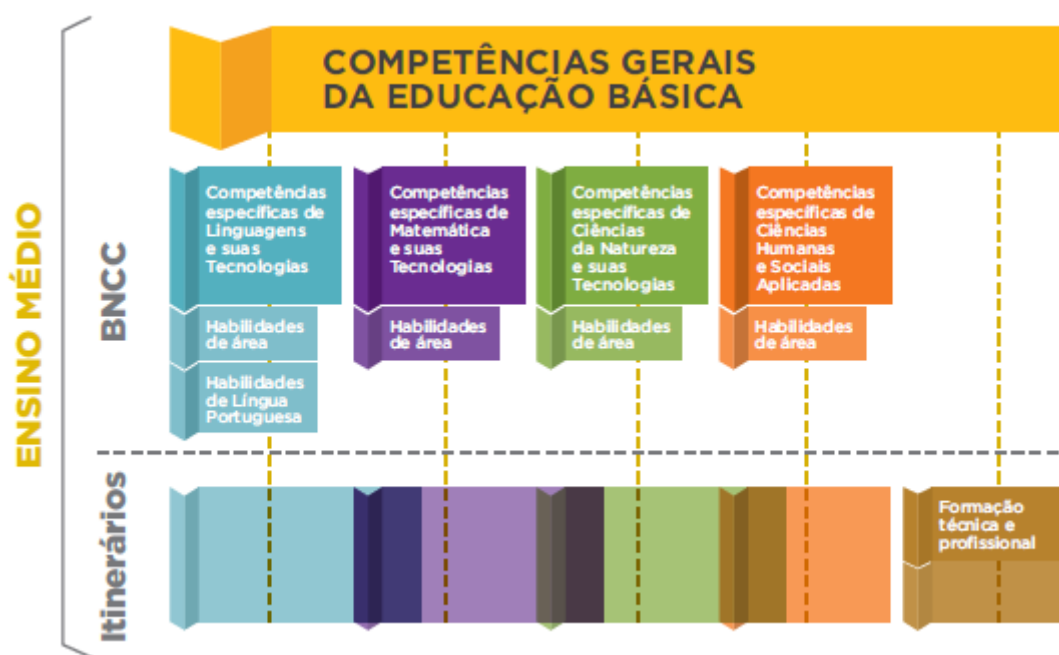 COMPETÊNCIAS GERAIS
DA EDUCAÇÃO BÁSICA
ENSINO MÉDIO
BNCC
Competências
específicas de
Linguagens
e suas
Tecnologias
Habilidades
de área
Habilidades
de Língua
Portuguesa
Competências
específicas de
Matemática
e suas
Tecnologias
Habilidades
de área
Competências
específicas de
Ciências
da Natureza
e suas
Tecnologias
Habilidades
de área
Competências
específicas de
Ciências
Humanas
e Sociais
Aplicadas
Habilidades
de área
Itinerários
Formação
técnica e
profissional